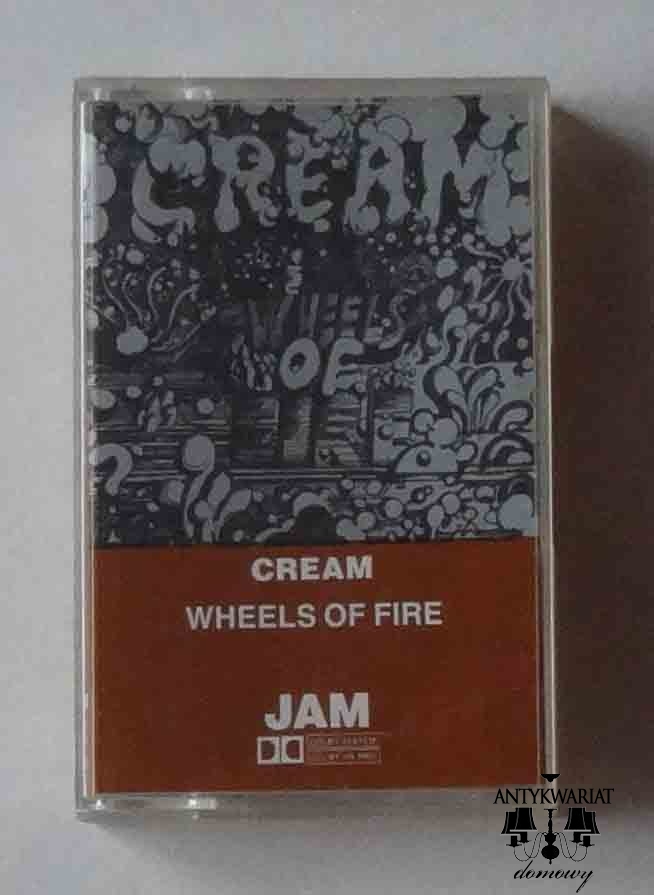 CREAM
WHEELS
OF
CREAM
WHEELS OF FIRE
JAM
ANTYKWARIAT
domowy